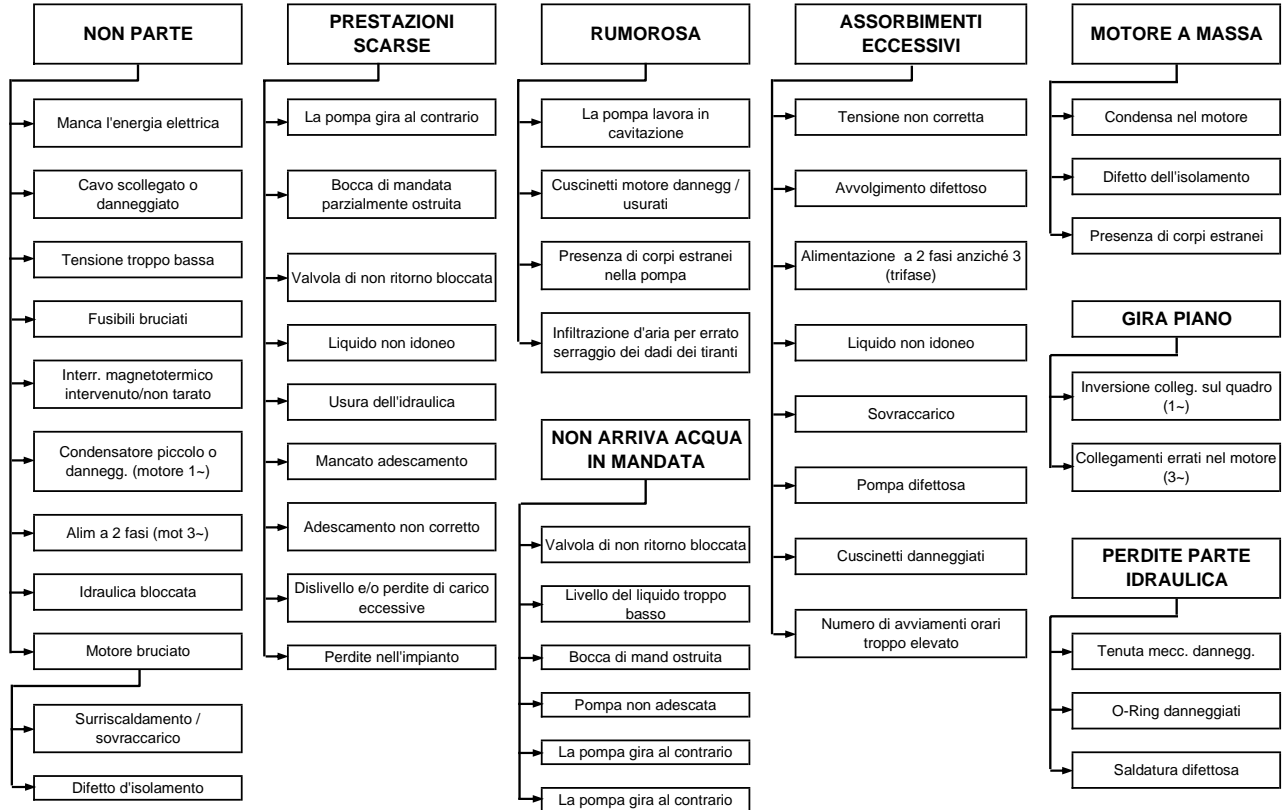 NON PARTE
Manca l'energia elettrica
Cavo scollegato o
danneggiato
Tensione troppo bassa
Fusibili bruciati
Interr. magnetotermico
intervenuto/non tarato
Condensatore piccolo o
dannegg. (motore 1~)
Alim a 2 fasi (mot 3~)
Idraulica bloccata
Motore bruciato
Surriscaldamento /
sovraccarico
Difetto d'isolamento
PRESTAZIONI
SCARSE
La pompa gira al contrario
Bocca di mandata
parzialmente ostruita
Valvola di non ritorno bloccata
Liquido non idoneo
Usura dell'idraulica
Mancato adescamento
Adescamento non corretto
Dislivello e/o perdite di carico
eccessive
Perdite nell'impianto
RUMOROSA
La pompa lavora in
cavitazione
Cuscinetti motore dannegg /
usurati
Presenza di corpi estranei
nella pompa
Infiltrazione d'aria per errato
serraggio dei dadi dei tiranti
NON ARRIVA ACQUA
IN MANDATA
Valvola di non ritorno bloccata
Livello del liquido troppo
basso
Bocca di mand ostruita
Pompa non adescata
La pompa gira al contrario
La pompa gira al contrario
ASSORBIMENTI
ECCESSIVI
Tensione non corretta
Avvolgimento difettoso
Alimentazione a 2 fasi anziché 3
(trifase)
Liquido non idoneo
Sovraccarico
Pompa difettosa
Cuscinetti danneggiati
Numero di avviamenti orari
troppo elevato
MOTORE A MASSA
Condensa nel motore
Difetto dell'isolamento
Presenza di corpi estranei
GIRA PIANO
Inversione colleg. sul quadro
(1~)
Collegamenti errati nel motore
(3~)
PERDITE PARTE
IDRAULICA
Tenuta mecc. dannegg.
O-Ring danneggiati
Saldatura difettosa